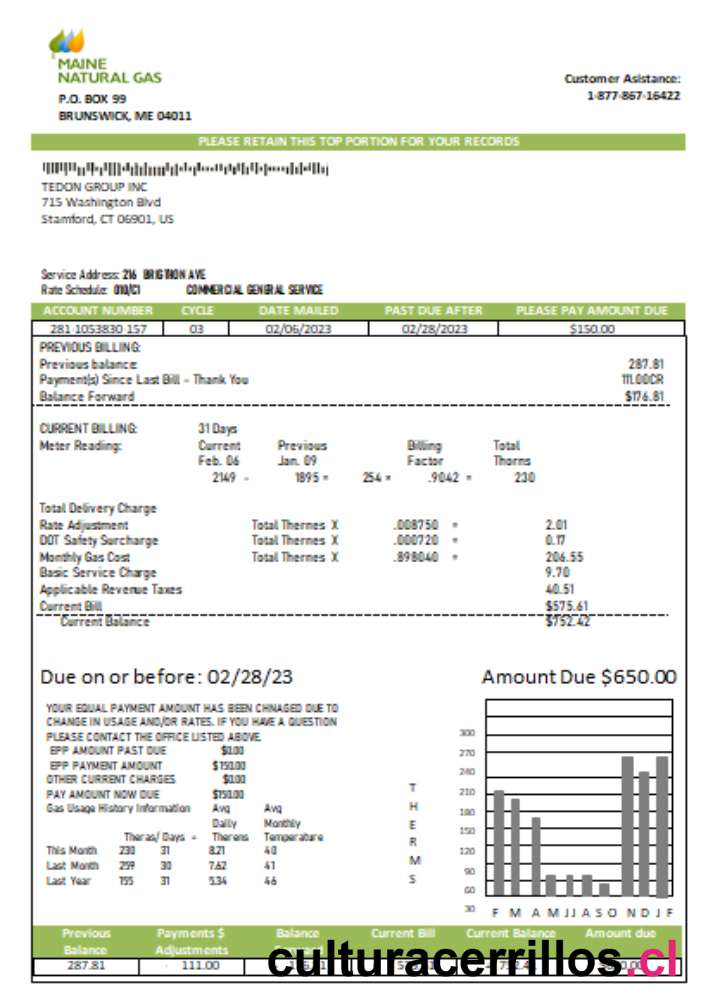 MAINE
NATURAL GAS
P.O. BOX 99
BRUNSWICK, ME 04011
Customer Asistance:
1-877-867-16422
PLEASE RETAIN THIS TOP PORTION FOR YOUR RECORDS
TEDON GROUP INC
715 Washington Blvd
Stamford, CT 06901, US
Service Address: 216 BRIGTHON AVE
Rate Schedule: 010/C1 COMMERCIAL GENERAL SERVICE
ACCOUNT NUMBER CYCLE DATE MAILED PAST DUE AFTER PLEASE PAY AMOUNT DUE
281 1053830 157 03 02/06/2023 02/28/2023 $150.00
PREVIOUS BILLING:
Previous balance: 287.81
Payment(s) Since Last Bill - Thank You 111.00CR
Balance Forward $176.81
CURRENT BILLING: 31 Days
Meter Reading: Current Previous Billing Total
Feb. 06 Jan. 09 Factor Thorns
2149 - 1895 = 254 × .9042 = 230
Total Delivery Charge
Rate Adjustment Total Thernes X .008750 = 2.01
DOT Safety Surcharge Total Thernes X .000720 = 0.17
Monthly Gas Cost Total Thernes X .898040 = 206.55
Basic Service Charge 9.70
Applicable Revenue Taxes 40.51
Current Bill $575.61
Current Balance $752.42
Due on or before: 02/28/23 Amount Due $650.00
YOUR EQUAL PAYMENT AMOUNT HAS BEEN CHNAGED DUE TO
CHANGE IN USAGE AND/OR RATES. IF YOU HAVE A QUESTION
PLEASE CONTACT THE OFFICE LISTED ABOVE.
EPP AMOUNT PAST DUE $0.00
EPP PAYMENT AMOUNT $150.00
OTHER CURRENT CHARGES $0.00
PAY AMOUNT NOW DUE $150.00
Gas Usage History Information Avg Avg
Daily Monthly
Theras/ Days = Therens Temperature
This Month 230 31 8.21 40
Last Month 259 30 7.62 41
Last Year 155 31 5.34 46
T
H
E
R
M
S
300
270
240
210
180
150
120
90
60
30
F M A M J J A S O N D J F
Previous Payments $ Balance Current Bill Current Balance Amount due
Balance Adjustments
287.81 - 111.00
culturacerrillos.cl